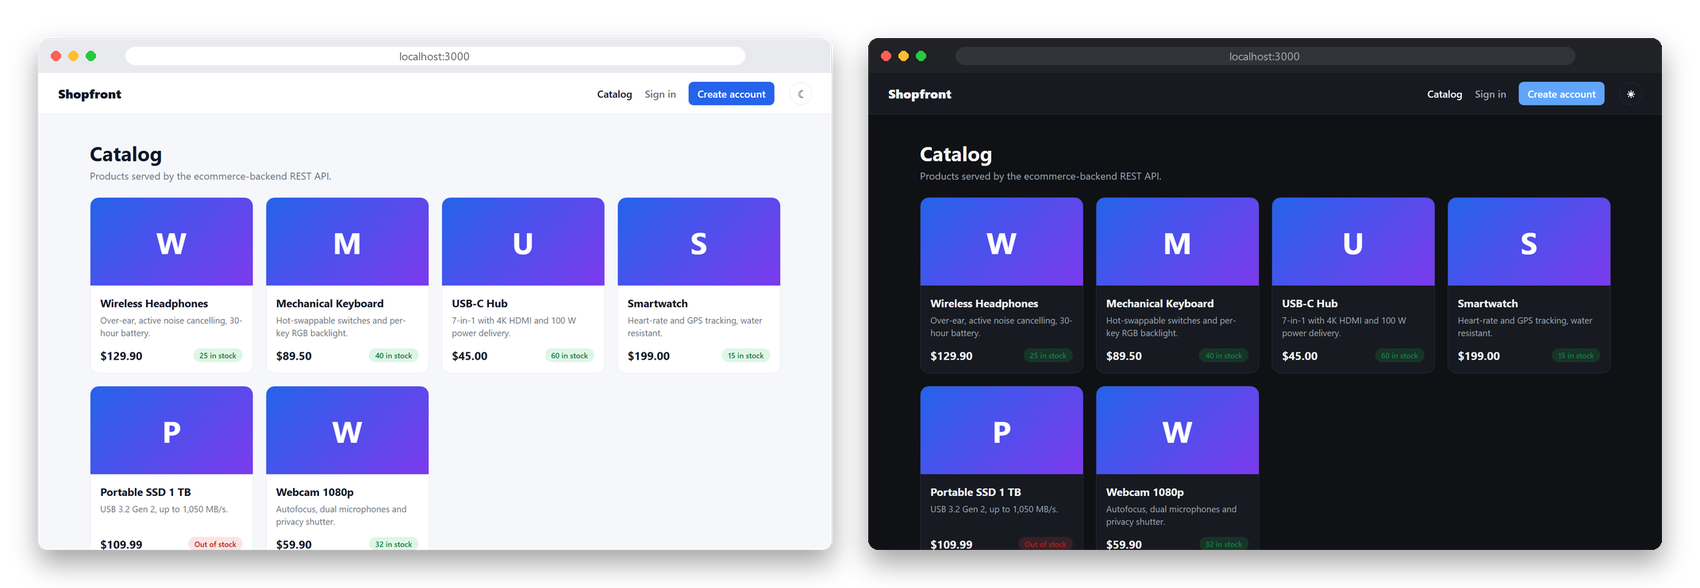 localhost:3000
Shopfront
Catalog Sign in Create account
Catalog
Products served by the ecommerce-backend REST API.
W M U S
Wireless Headphones
Over-ear, active noise cancelling, 30-
hour battery.
$129.90 25 in stock
Mechanical Keyboard
Hot-swappable switches and per-
key RGB backlight.
$89.50 40 in stock
USB-C Hub
7-in-1 with 4K HDMI and 100 W
power delivery.
$45.00 60 in stock
Smartwatch
Heart-rate and GPS tracking, water
resistant.
$199.00 15 in stock
P W
Portable SSD 1 TB
USB 3.2 Gen 2, up to 1,050 MB/s.
$109.99 Out of stock
Webcam 1080p
Autofocus, dual microphones and
privacy shutter.
$59.90 32 in stock
localhost:3000
Shopfront
Catalog Sign in Create account
Catalog
Products served by the ecommerce-backend REST API.
W M U S
Wireless Headphones
Over-ear, active noise cancelling, 30-
hour battery.
$129.90 25 in stock
Mechanical Keyboard
Hot-swappable switches and per-
key RGB backlight.
$89.50 40 in stock
USB-C Hub
7-in-1 with 4K HDMI and 100 W
power delivery.
$45.00 60 in stock
Smartwatch
Heart-rate and GPS tracking, water
resistant.
$199.00 15 in stock
P W
Portable SSD 1 TB
USB 3.2 Gen 2, up to 1,050 MB/s.
$109.99 Out of stock
Webcam 1080p
Autofocus, dual microphones and
privacy shutter.
$59.90 32 in stock